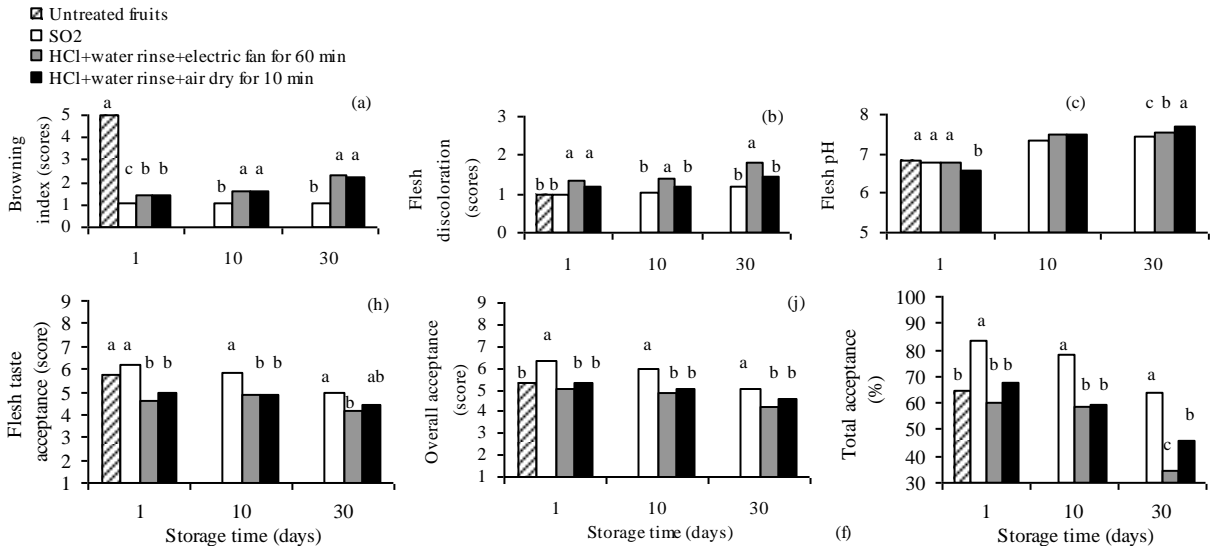 Untreated fruits
SO2
HCl+water rinse+electric fan for 60 min
HCl+water rinse+air dry for 10 min
(a)
Browning
index (scores)
5
4
3
2
1
0
a
c b b
b a a
b a a
1 10 30
(b)
Flesh
discoloration
(scores)
3
2
1
0
b b a a
b a b
b a b
1 10 30
(c)
Flesh pH
8
7
6
5
a a a b
c b a
1 10 30
(h)
Flesh taste
acceptance (score)
9
8
7
6
5
4
3
2
1
a a b b
a b b
a b ab
1 10 30
Storage time (days)
(j)
Overall acceptance
(score)
9
8
7
6
5
4
3
2
1
b a b b
a b b
a b b
1 10 30
Storage time (days)
(f)
Total acceptance
(%)
100
90
80
70
60
50
40
30
b a b b
a b b
a c b
1 10 30
Storage time (days)